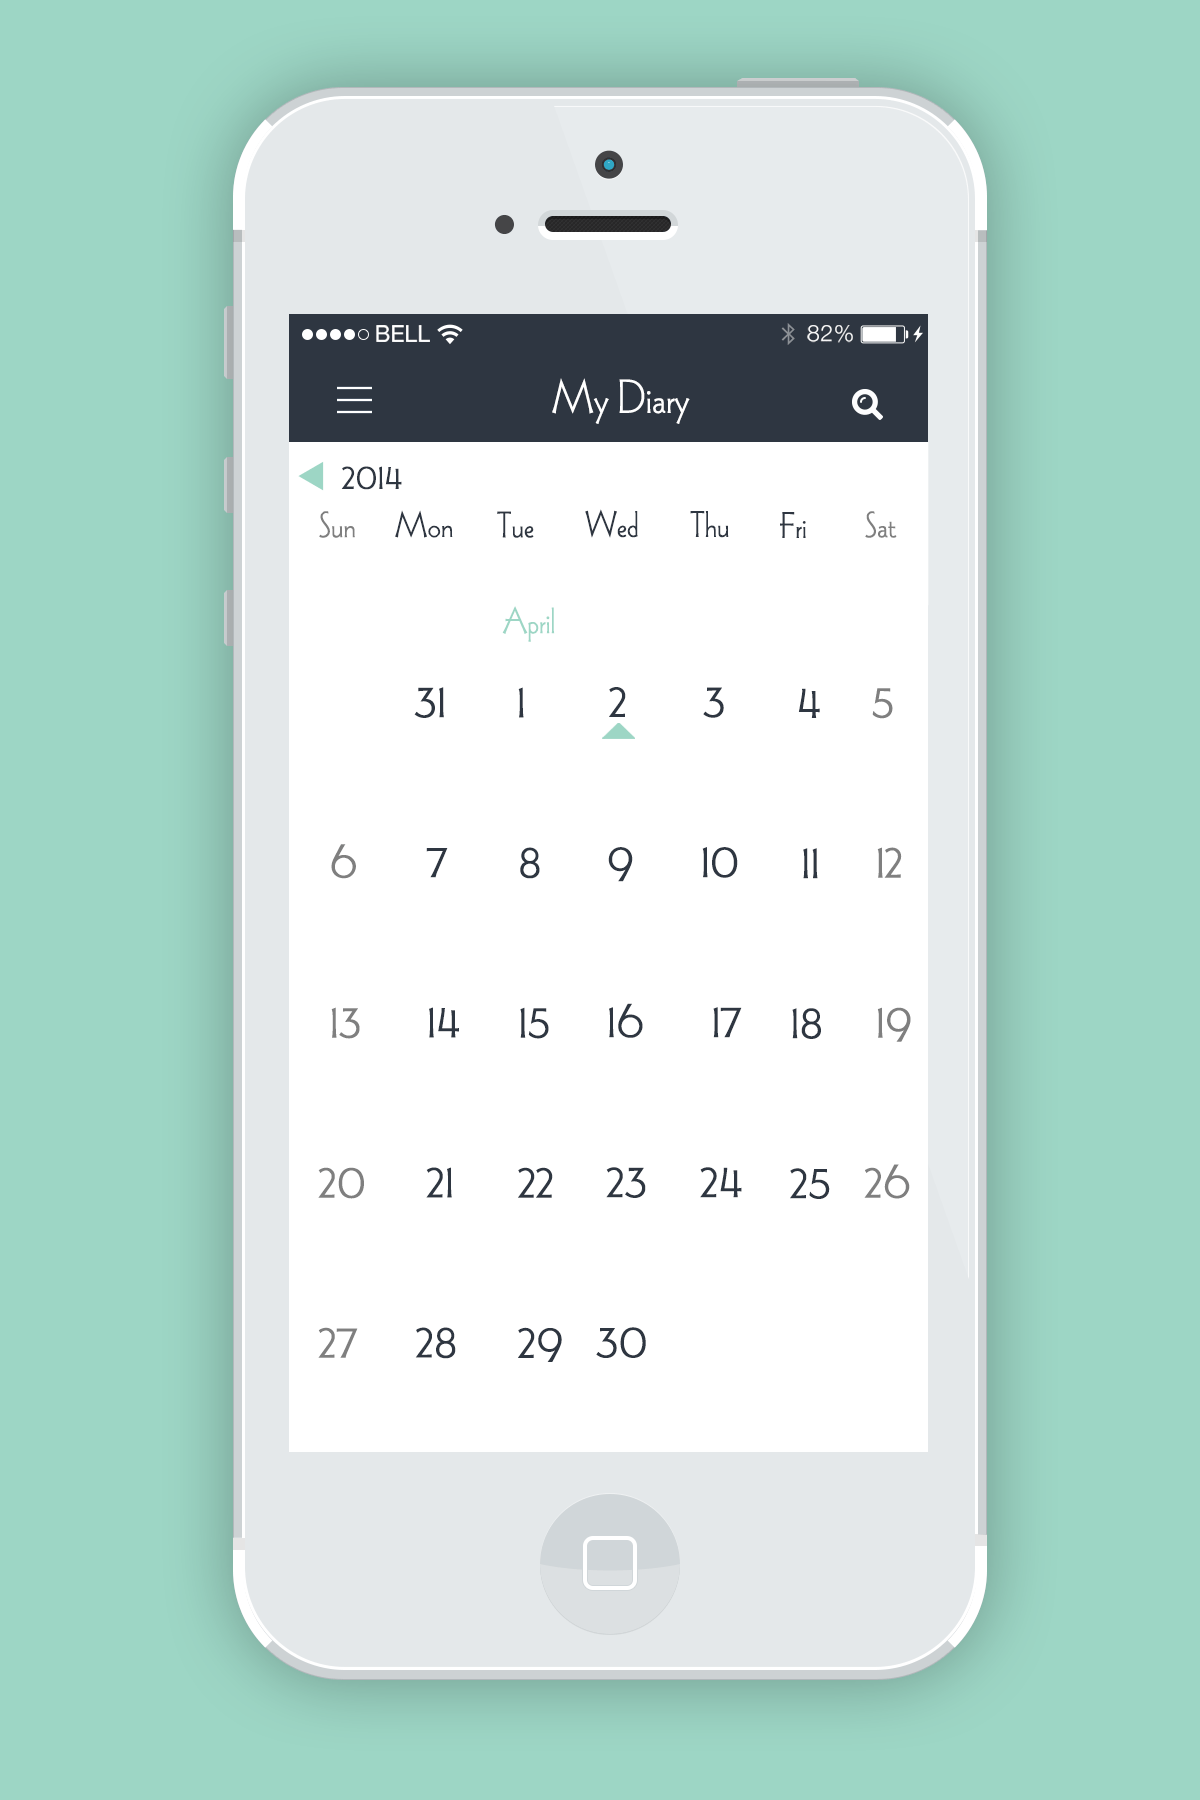 BELL 82%
My Diary
2014
Sun Mon Tue Wed Thu Fri Sat
April
31 1 2 3 4 5
6 7 8 9 10 11 12
13 14 15 16 17 18 19
20 21 22 23 24 25 26
27 28 29 30